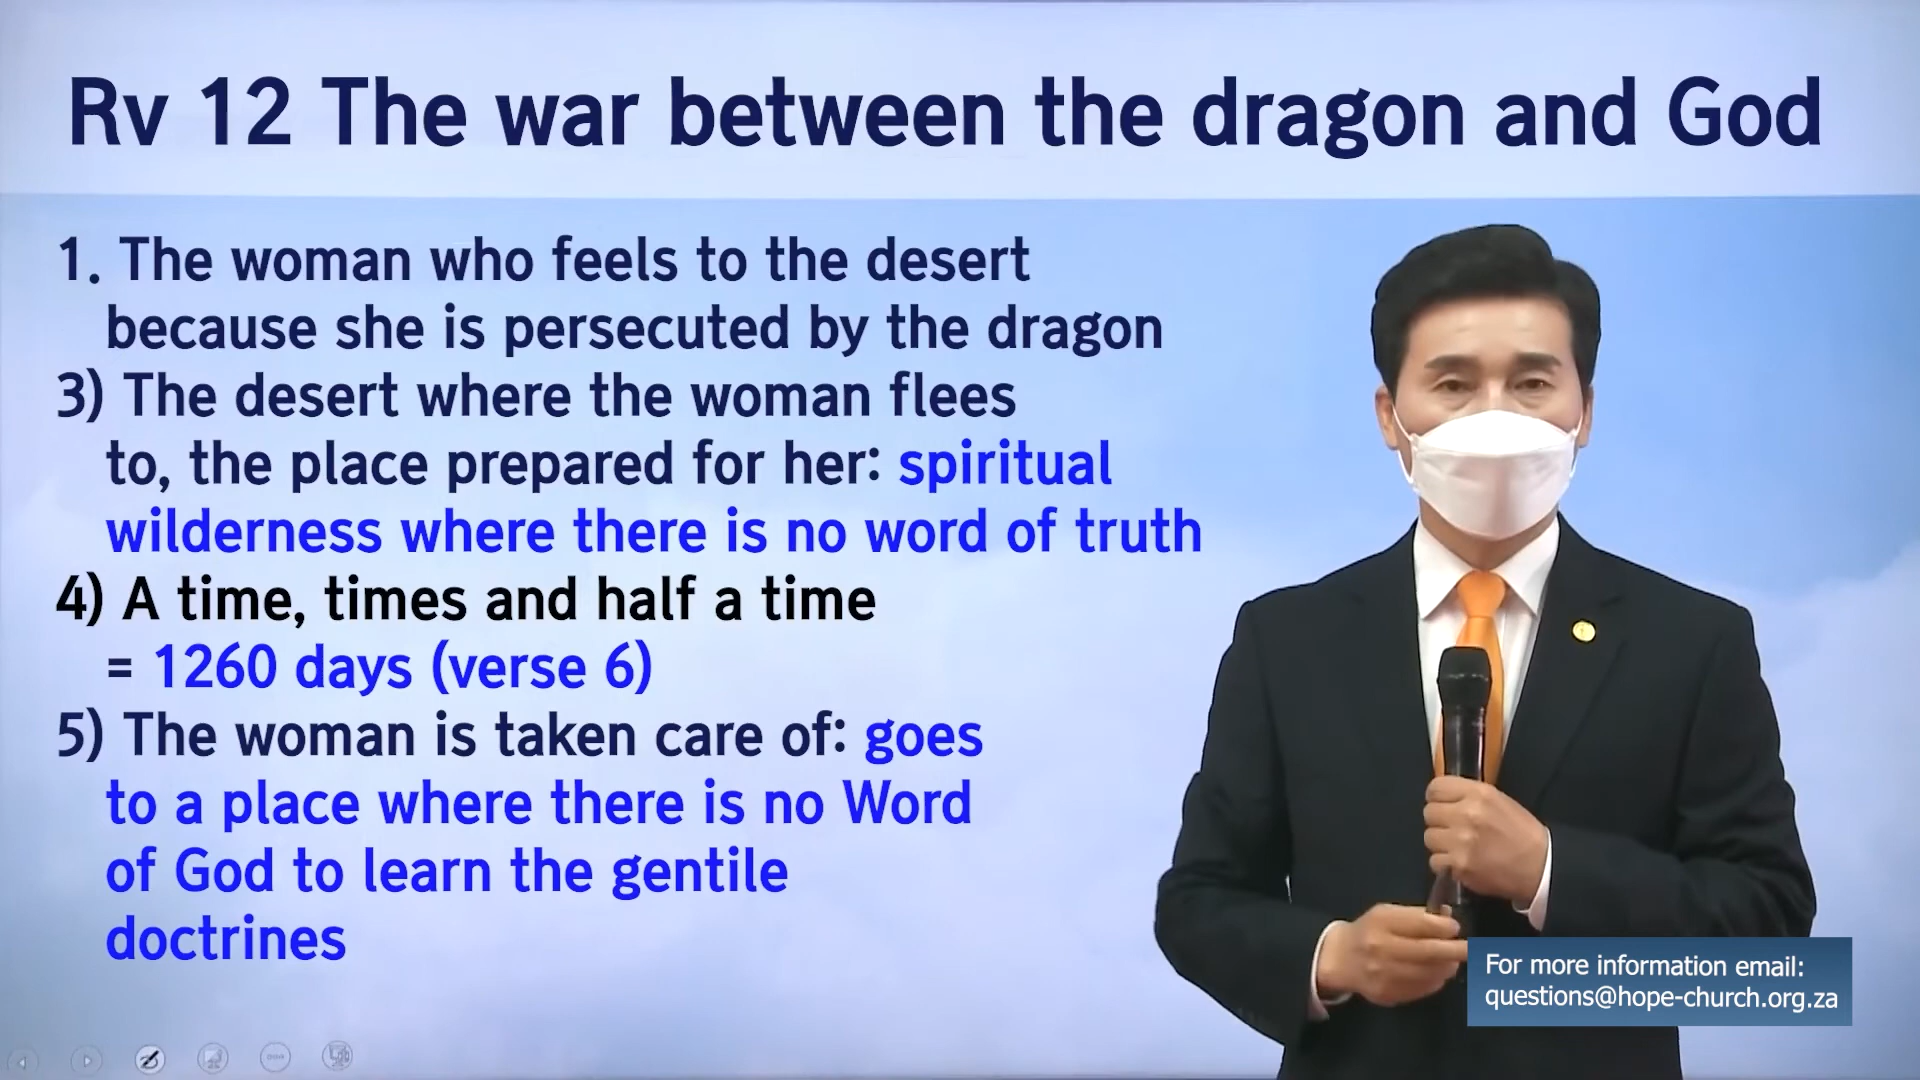 Rv 12 The war between the dragon and God
1. The woman who feels to the desert
because she is persecuted by the dragon
3) The desert where the woman flees
to, the place prepared for her: spiritual
wilderness where there is no word of truth
4) A time, times and half a time
= 1260 days (verse 6)
5) The woman is taken care of: goes
to a place where there is no Word
of God to learn the gentile
doctrines
For more information email:
questions@hope-church.org.za